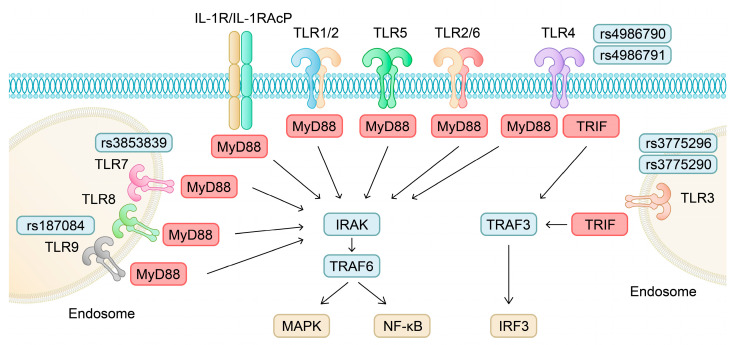 IL-1R/IL-1RAcP
TLR1/2
TLR5
TLR2/6
TLR4
rs4986790
rs4986791
MyD88
MyD88
MyD88
MyD88
MyD88
TRIF
rs3853839
TLR7
MyD88
TLR8
MyD88
rs187084
TLR9
MyD88
Endosome
rs3775296
rs3775290
TLR3
TRIF
Endosome
IRAK
TRAF3
TRAF6
MAPK
NF-κB
IRF3